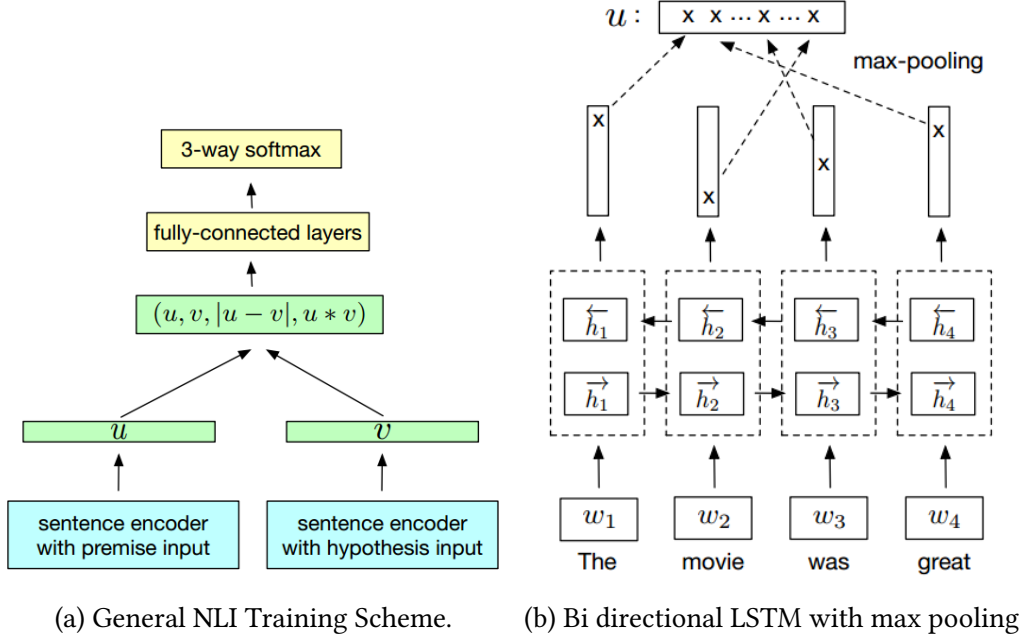 3-way softmax
fully-connected layers
(u, v, |u − v|, u ∗ v)
u
v
sentence encoder
with premise input
sentence encoder
with hypothesis input
(a) General NLI Training Scheme.
u : x x ... x ... x
max-pooling
x
x
x
x
←h₁ ←h₂ ←h₃ ←h₄
→h₁ →h₂ →h₃ →h₄
w₁ w₂ w₃ w₄
The movie was great
(b) Bi directional LSTM with max pooling